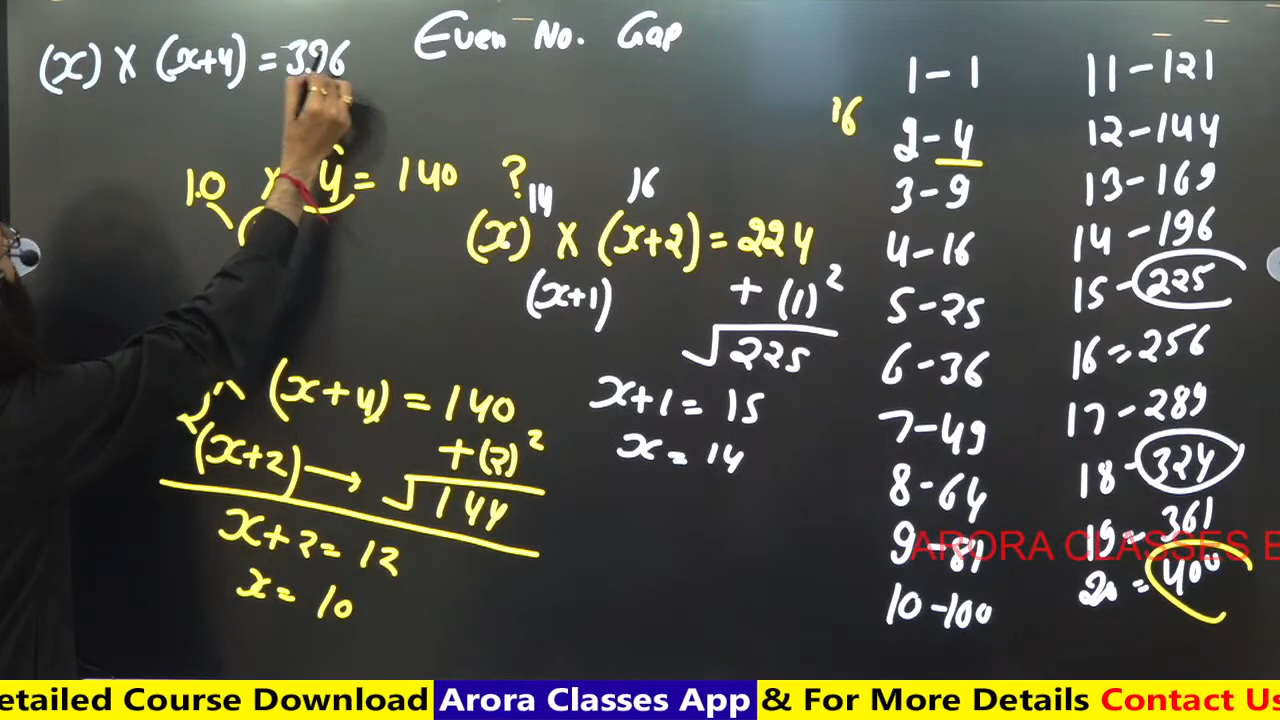 Even No. Gap
(x) X (x+4) = 396
10 X 14 = 140 ?
14 16
(x) X (x+2) = 224
(x+1) + (1)²
√225
x+1 = 15
x = 14
(x+4) = 140
(x+2) → + (2)²
√144
x+2 = 12
x = 10
16
1 - 1
2 - 4
3 - 9
4 - 16
5 - 25
6 - 36
7 - 49
8 - 64
9 - 81
10 - 100
11 - 121
12 - 144
13 - 169
14 - 196
15 - 225
16 = 256
17 - 289
18 - 324
19 - 361
20 = 400
ARORA CLASSES
etailed Course Download Arora Classes App & For More Details Contact Us